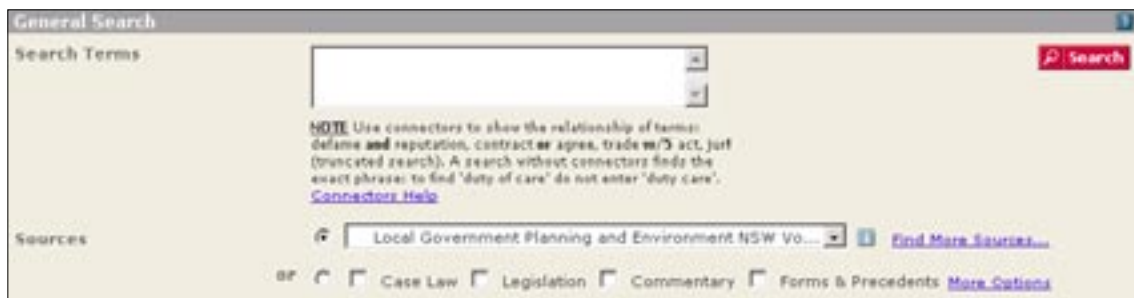 General Search
Search Terms
Search
NOTE Use connectors to show the relationship of terms:
defame and reputation, contract or agree, trade w/5 act, jur!
(truncated search). A search without connectors finds the
exact phrase: to find 'duty of care' do not enter 'duty care'.
Connectors Help
Sources Local Government Planning and Environment NSW Vo... Find More Sources...
or Case Law Legislation Commentary Forms & Precedents More Options